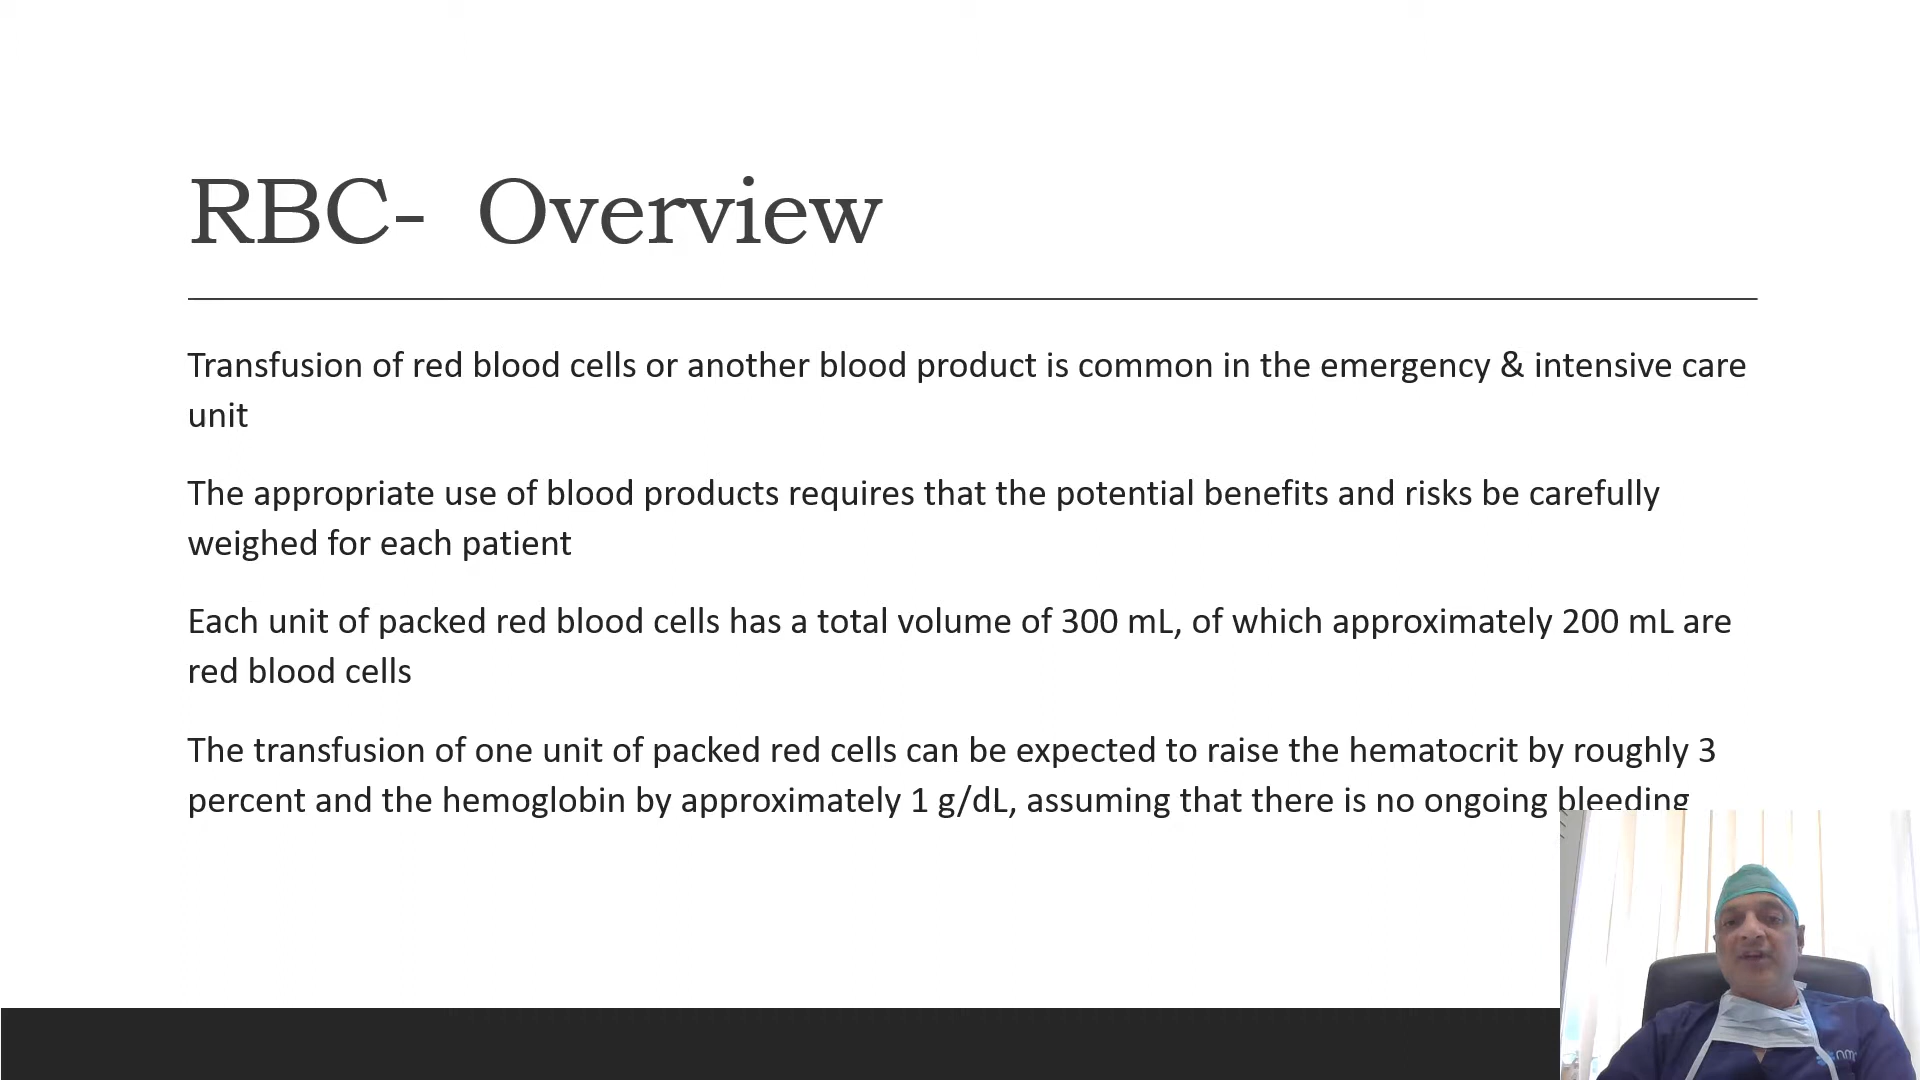 RBC- Overview
Transfusion of red blood cells or another blood product is common in the emergency & intensive care
unit
The appropriate use of blood products requires that the potential benefits and risks be carefully
weighed for each patient
Each unit of packed red blood cells has a total volume of 300 mL, of which approximately 200 mL are
red blood cells
The transfusion of one unit of packed red cells can be expected to raise the hematocrit by roughly 3
percent and the hemoglobin by approximately 1 g/dL, assuming that there is no ongoing bleeding